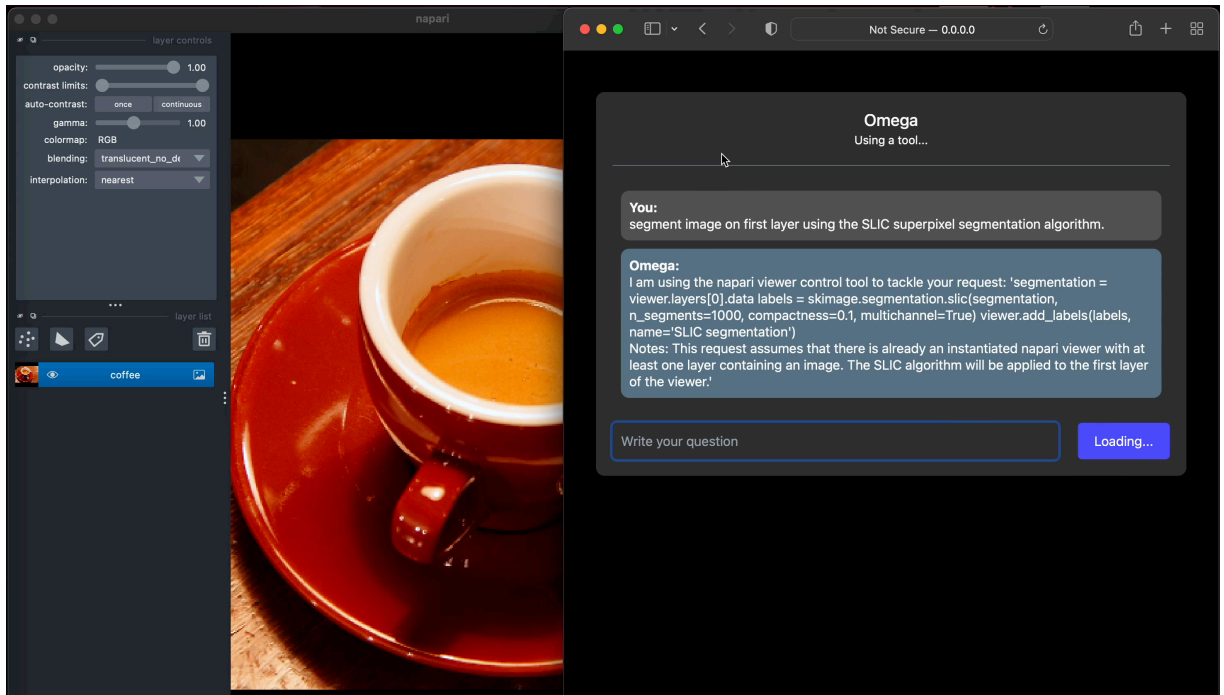 napari
layer controls
opacity: 1.00
contrast limits:
auto-contrast: once continuous
gamma: 1.00
colormap: RGB
blending: translucent_no_de
interpolation: nearest
layer list
coffee
Not Secure — 0.0.0.0
Omega
Using a tool...
You:
segment image on first layer using the SLIC superpixel segmentation algorithm.
Omega:
I am using the napari viewer control tool to tackle your request: 'segmentation =
viewer.layers[0].data labels = skimage.segmentation.slic(segmentation,
n_segments=1000, compactness=0.1, multichannel=True) viewer.add_labels(labels,
name='SLIC segmentation')
Notes: This request assumes that there is already an instantiated napari viewer with at
least one layer containing an image. The SLIC algorithm will be applied to the first layer
of the viewer.'
Write your question
Loading...